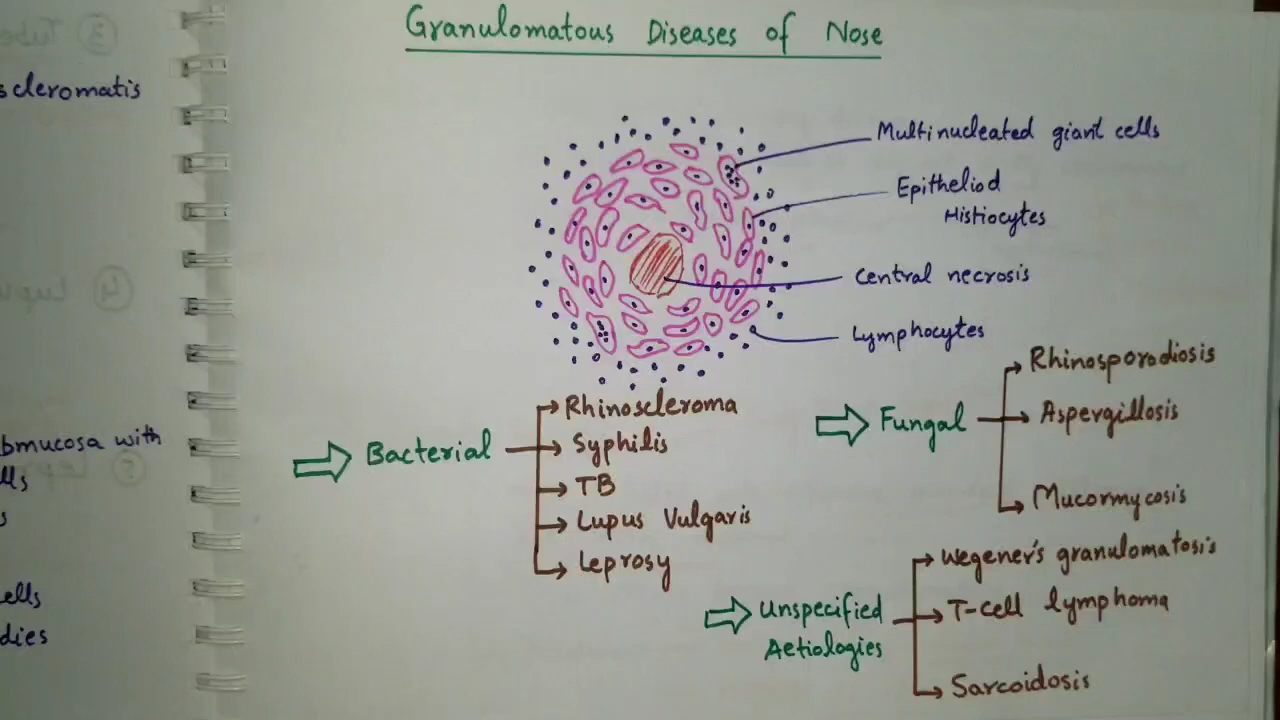 Granulomatous Diseases of Nose
Multinucleated giant cells
Epitheliod
Histiocytes
Central necrosis
Lymphocytes
Bacterial
Rhinoscleroma
Syphilis
TB
Lupus Vulgaris
Leprosy
Fungal
Rhinosporodiosis
Aspergillosis
Mucormycosis
Unspecified
Aetiologies
Wegener's granulomatosis
T-cell lymphoma
Sarcoidosis
scleromatis
bmucosa with
lls
s
ells
dies